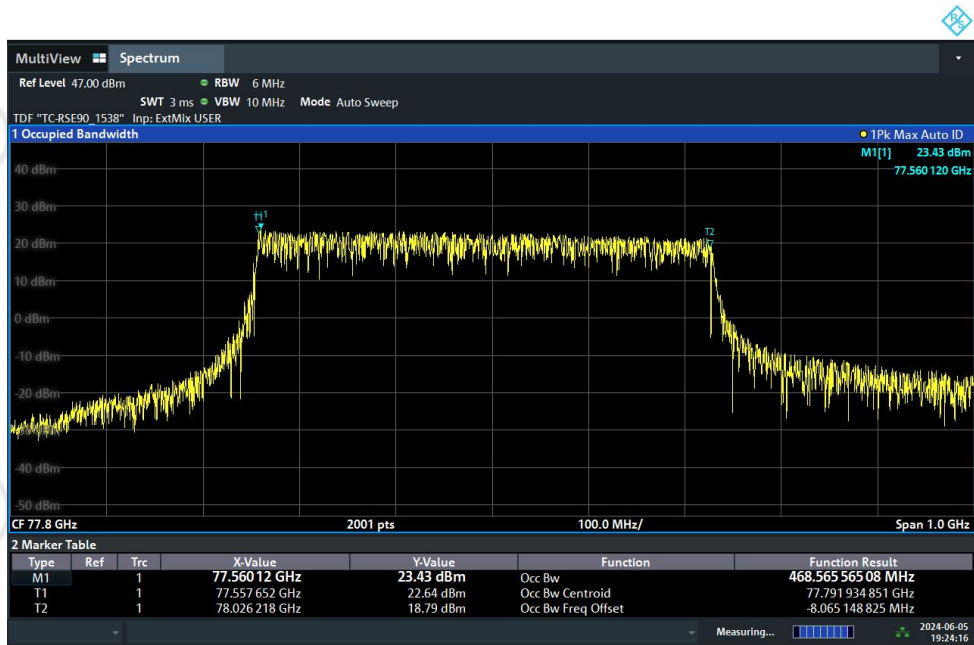 R&S
MultiView Spectrum
Ref Level 47.00 dBm RBW 6 MHz
SWT 3 ms VBW 10 MHz Mode Auto Sweep
TDF "TC-RSE90_1538" Inp: ExtMix USER
1 Occupied Bandwidth 1Pk Max Auto ID
M1[1] 23.43 dBm
77.560 120 GHz
40 dBm
30 dBm
M1
T1
T2
20 dBm
10 dBm
0 dBm
-10 dBm
-20 dBm
-40 dBm
-50 dBm
CF 77.8 GHz 2001 pts 100.0 MHz/ Span 1.0 GHz
2 Marker Table
Type Ref Trc X-Value Y-Value Function Function Result
M1 1 77.560 12 GHz 23.43 dBm Occ Bw 468.565 565 08 MHz
T1 1 77.557 652 GHz 22.64 dBm Occ Bw Centroid 77.791 934 851 GHz
T2 1 78.026 218 GHz 18.79 dBm Occ Bw Freq Offset -8.065 148 825 MHz
Measuring... 2024-06-05
19:24:16